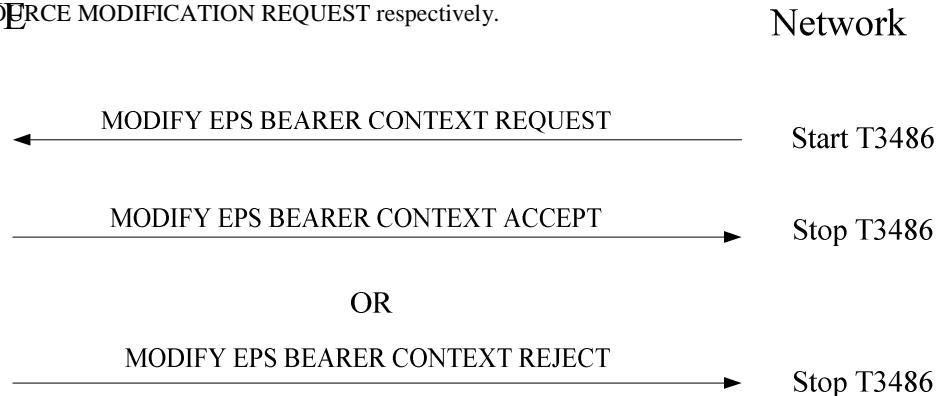 OURCE MODIFICATION REQUEST respectively.
E Network
MODIFY EPS BEARER CONTEXT REQUEST
Start T3486
MODIFY EPS BEARER CONTEXT ACCEPT
Stop T3486
OR
MODIFY EPS BEARER CONTEXT REJECT
Stop T3486